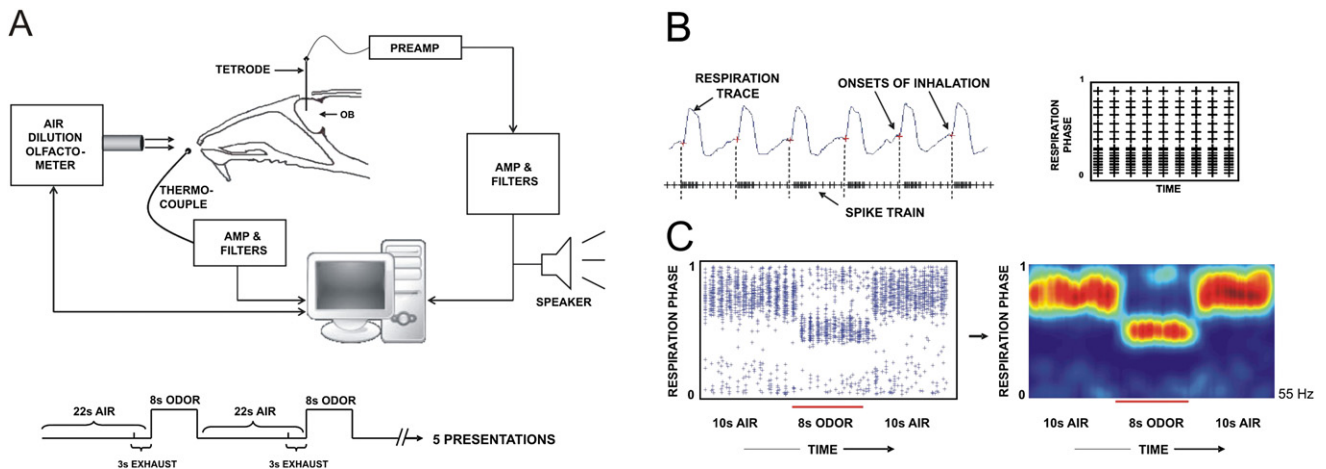 A
PREAMP
TETRODE
OB
AIR
DILUTION
OLFACTO-
METER
THERMO-
COUPLE
AMP &
FILTERS
AMP &
FILTERS
SPEAKER
22s AIR
8s ODOR
22s AIR
8s ODOR
3s EXHAUST
3s EXHAUST
5 PRESENTATIONS
B
RESPIRATION
TRACE
ONSETS OF INHALATION
SPIKE TRAIN
1
RESPIRATION
PHASE
0
TIME
C
1
RESPIRATION PHASE
0
10s AIR
8s ODOR
10s AIR
TIME
1
RESPIRATION PHASE
0
55 Hz
10s AIR
8s ODOR
10s AIR
TIME